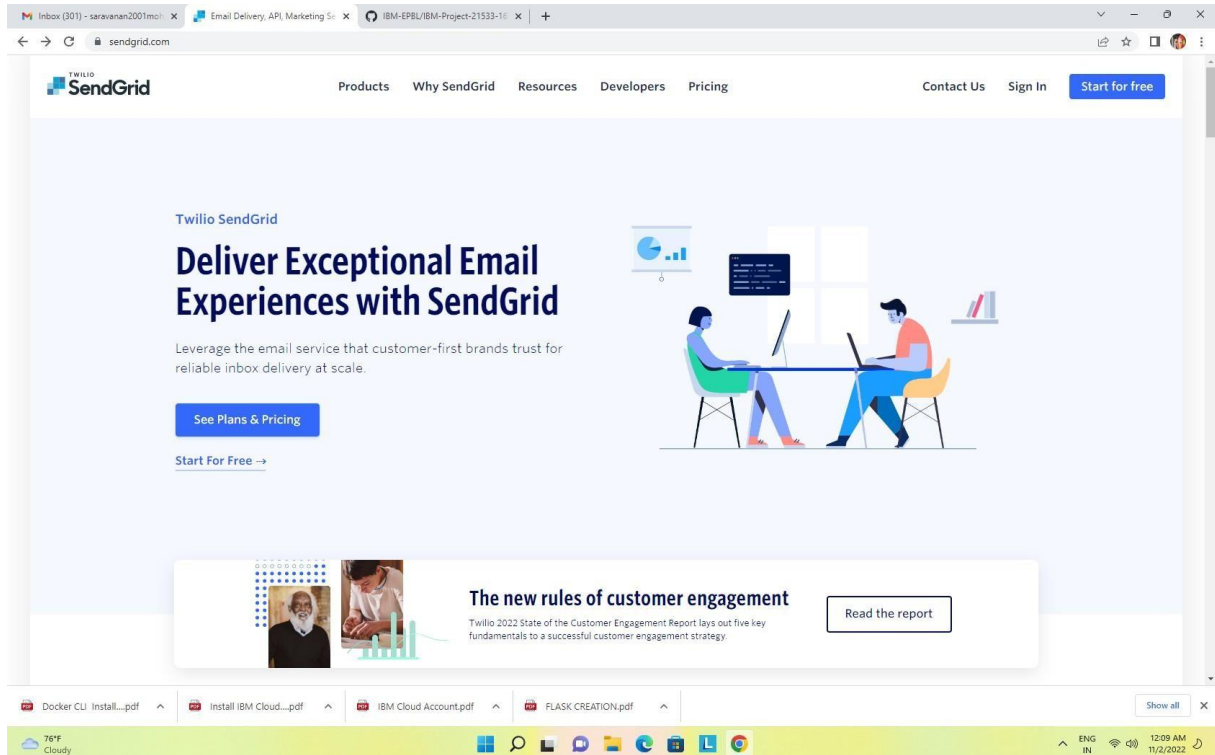 Inbox (301) - saravanan2001moh
Email Delivery, API, Marketing Se
IBM-EPBL/IBM-Project-21533-16
sendgrid.com
TWILIO
SendGrid
Products
Why SendGrid
Resources
Developers
Pricing
Contact Us
Sign In
Start for free
Twilio SendGrid
Deliver Exceptional Email
Experiences with SendGrid
Leverage the email service that customer-first brands trust for
reliable inbox delivery at scale.
See Plans & Pricing
Start For Free →
The new rules of customer engagement
Twilio 2022 State of the Customer Engagement Report lays out five key
fundamentals to a successful customer engagement strategy.
Read the report
Docker CLI Install....pdf
Install IBM Cloud....pdf
IBM Cloud Account.pdf
FLASK CREATION.pdf
Show all
76°F
Cloudy
L
ENG
IN
12:09 AM
11/2/2022